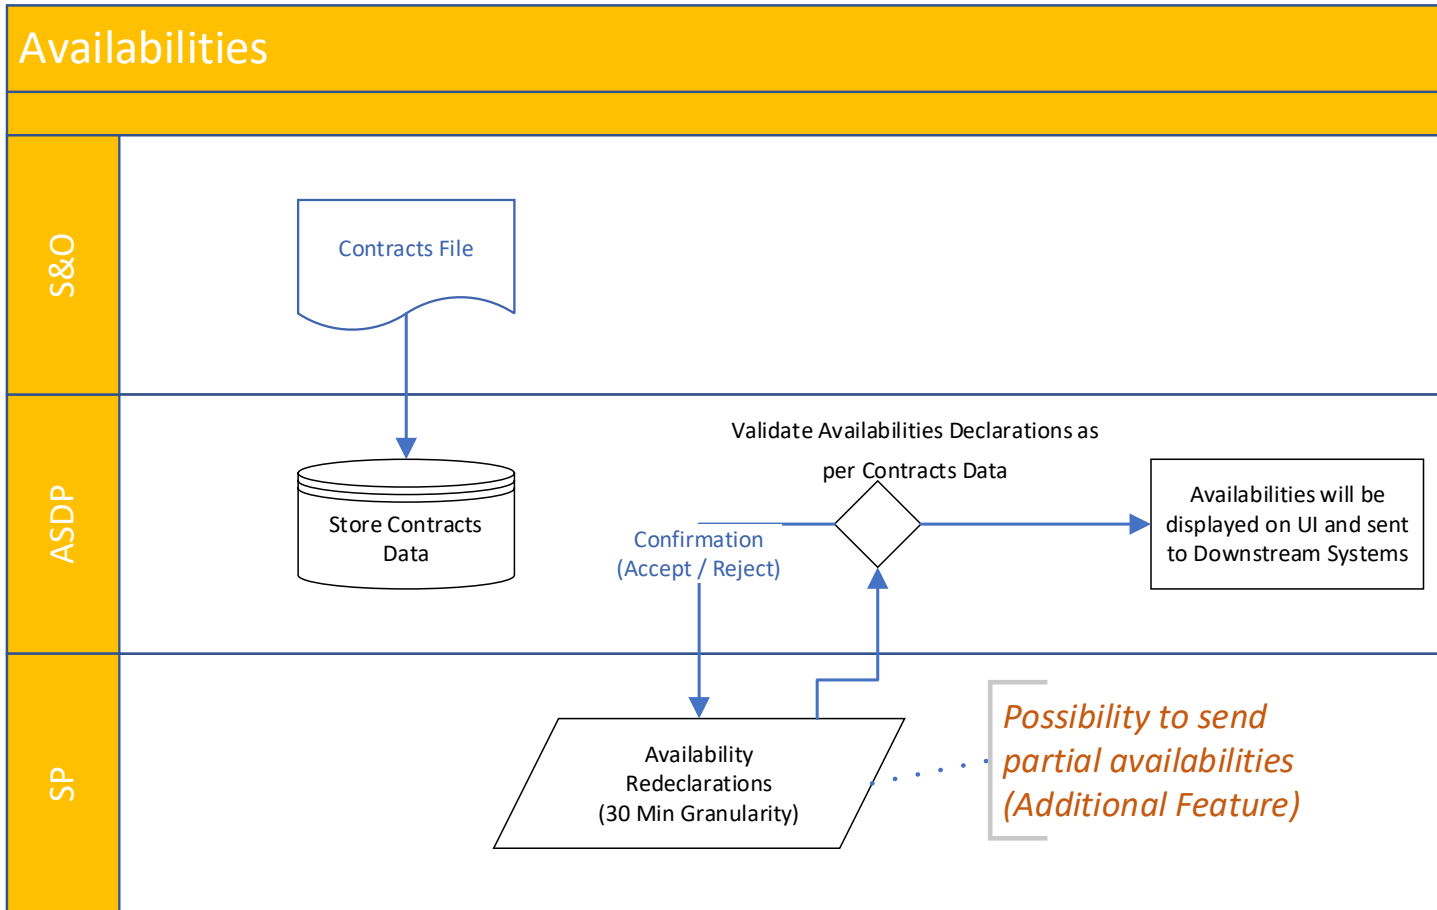 Availabilities
S&O
Contracts File
ASDP
Store Contracts
Data
Validate Availabilities Declarations as
per Contracts Data
Confirmation
(Accept / Reject)
Availabilities will be
displayed on UI and sent
to Downstream Systems
SP
Availability
Redeclarations
(30 Min Granularity)
Possibility to send
partial availabilities
(Additional Feature)